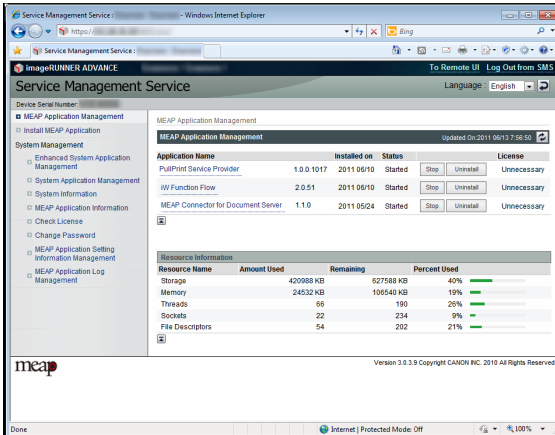 Service Management Service : - Windows Internet Explorer
https://
Bing
Service Management Service :
imageRUNNER ADVANCE To Remote UI Log Out from SMS
Service Management Service Language : English
Device Serial Number:
MEAP Application Management
Install MEAP Application
System Management
Enhanced System Application
Management
System Application Management
System Information
MEAP Application Information
Check License
Change Password
MEAP Application Setting
Information Management
MEAP Application Log
Management
MEAP Application Management
MEAP Application Management Updated On:2011 06/13 7:56:50
Application Name Installed on Status License
PullPrint Service Provider 1.0.0.1017 2011 06/10 Started Stop Uninstall Unnecessary
iW Function Flow 2.0.51 2011 06/10 Started Stop Uninstall Unnecessary
MEAP Connector for Document Server 1.1.0 2011 05/24 Started Stop Uninstall Unnecessary
Resource Information
Resource Name Amount Used Remaining Percent Used
Storage 420988 KB 627588 KB 40%
Memory 24532 KB 106540 KB 19%
Threads 66 190 26%
Sockets 22 234 9%
File Descriptors 54 202 21%
meap
Version 3.0.3.9 Copyright CANON INC. 2010 All Rights Reserved
Done Internet | Protected Mode: Off 100%